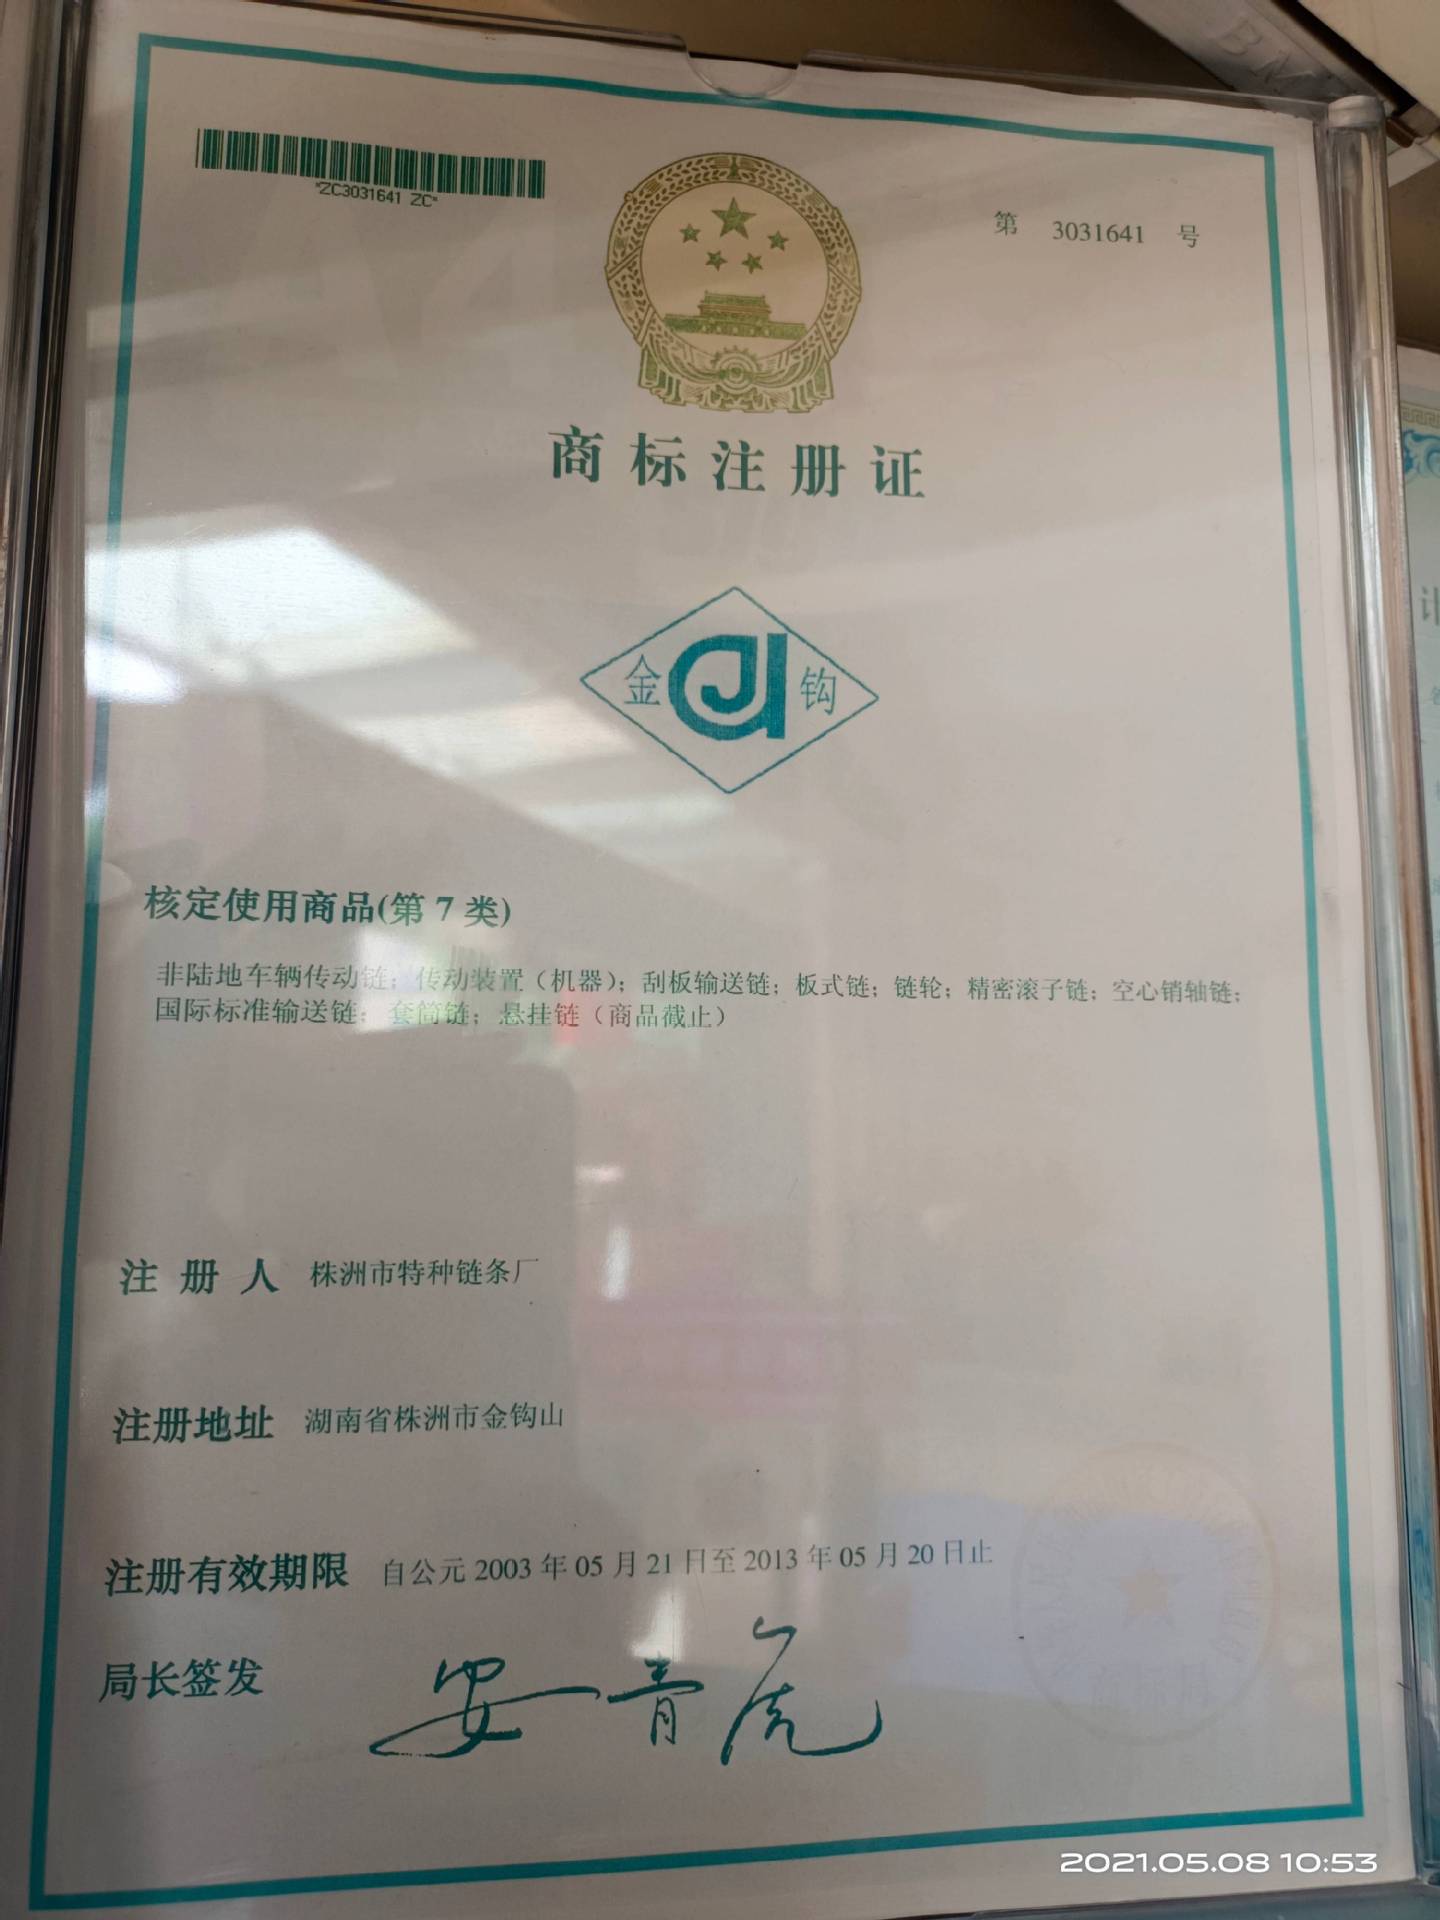 BM
*ZC3031641 ZC*
第 3031641 号
商标注册证
金 钩
核定使用商品(第 7 类)
非陆地车辆传动链；传动装置（机器）；刮板输送链；板式链；链轮；精密滚子链；空心销轴链；
国际标准输送链；套筒链；悬挂链（商品截止）
注册人 株洲市特种链条厂
注册地址 湖南省株洲市金钩山
注册有效期限 自公元 2003 年 05 月 21 日至 2013 年 05 月 20 日止
局长签发 安青虎
2021.05.08 10:53